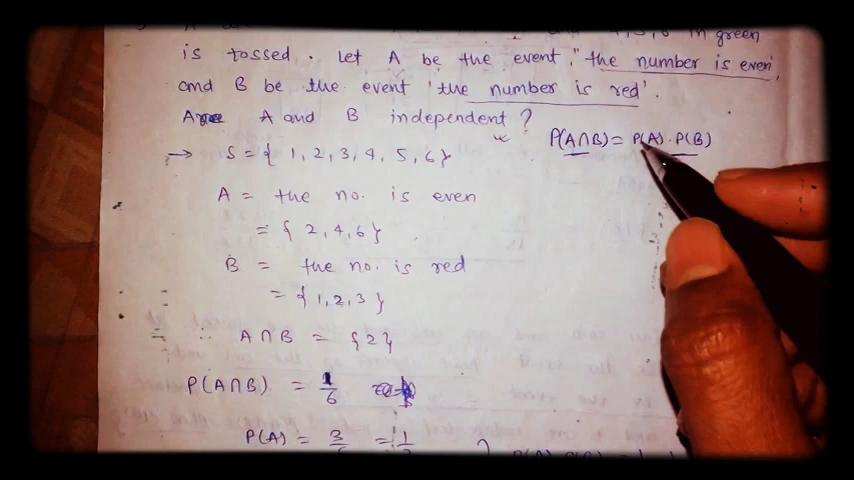 in green
is tossed. Let A be the event, "the number is even,
and B be the event 'the number is red'.
Are A and B independent?
P(A∩B) = P(A). P(B)
→ S = { 1, 2, 3, 4, 5, 6}
A = the no. is even
= { 2, 4, 6}
B = the no. is red
= { 1, 2, 3 }
∴ A ∩ B = {2}
P(A∩B) = 1/6
P(A) = 3/6 = 1/2